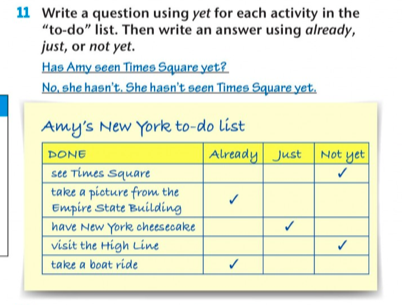 11 Write a question using yet for each activity in the
“to-do” list. Then write an answer using already,
just, or not yet.
Has Amy seen Times Square yet?
No, she hasn't. She hasn't seen Times Square yet.
Amy's New York to-do list
DONE Already Just Not yet
see Times Square ✓
take a picture from the
Empire State Building ✓
have New York cheesecake ✓
visit the High Line ✓
take a boat ride ✓